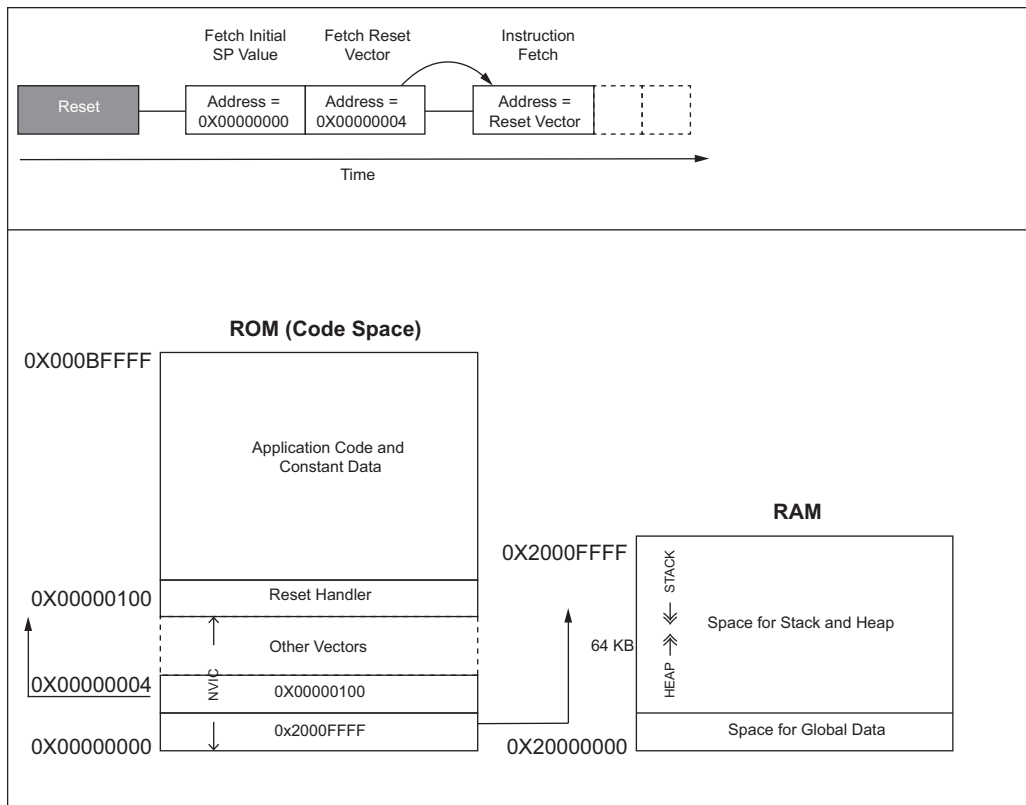 Fetch Initial
SP Value
Fetch Reset
Vector
Instruction
Fetch
Reset
Address =
0X00000000
Address =
0X00000004
Address =
Reset Vector
Time
ROM (Code Space)
0X000BFFFF
Application Code and
Constant Data
RAM
0X2000FFFF
STACK
0X00000100
Reset Handler
Space for Stack and Heap
Other Vectors
64 KB
HEAP
NVIC
0X00000004
0X00000100
0X00000000
0x2000FFFF
0X20000000
Space for Global Data